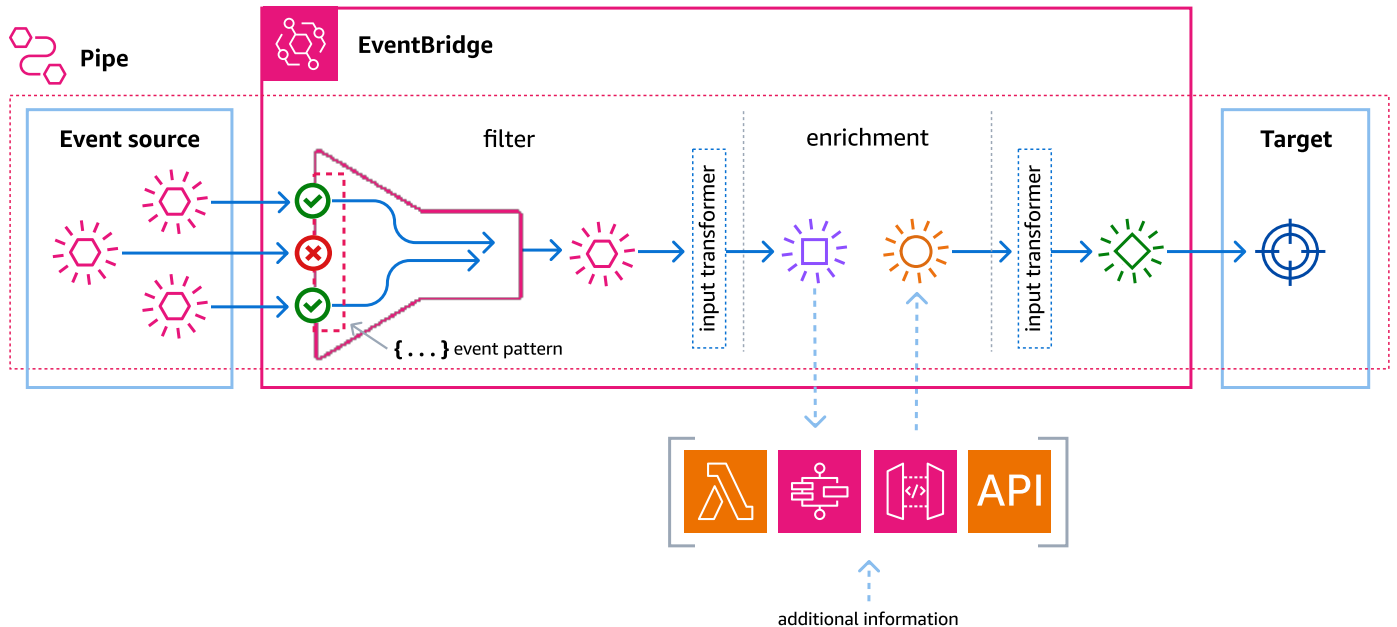 Pipe
EventBridge
Event source
filter
enrichment
Target
input transformer
input transformer
{...} event pattern
</>
API
additional information